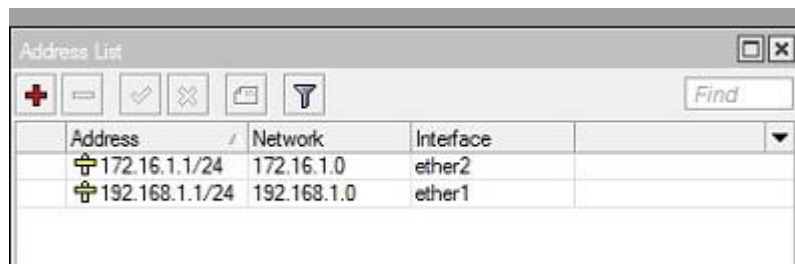 Address List
Find
Address Network Interface
172.16.1.1/24 172.16.1.0 ether2
192.168.1.1/24 192.168.1.0 ether1